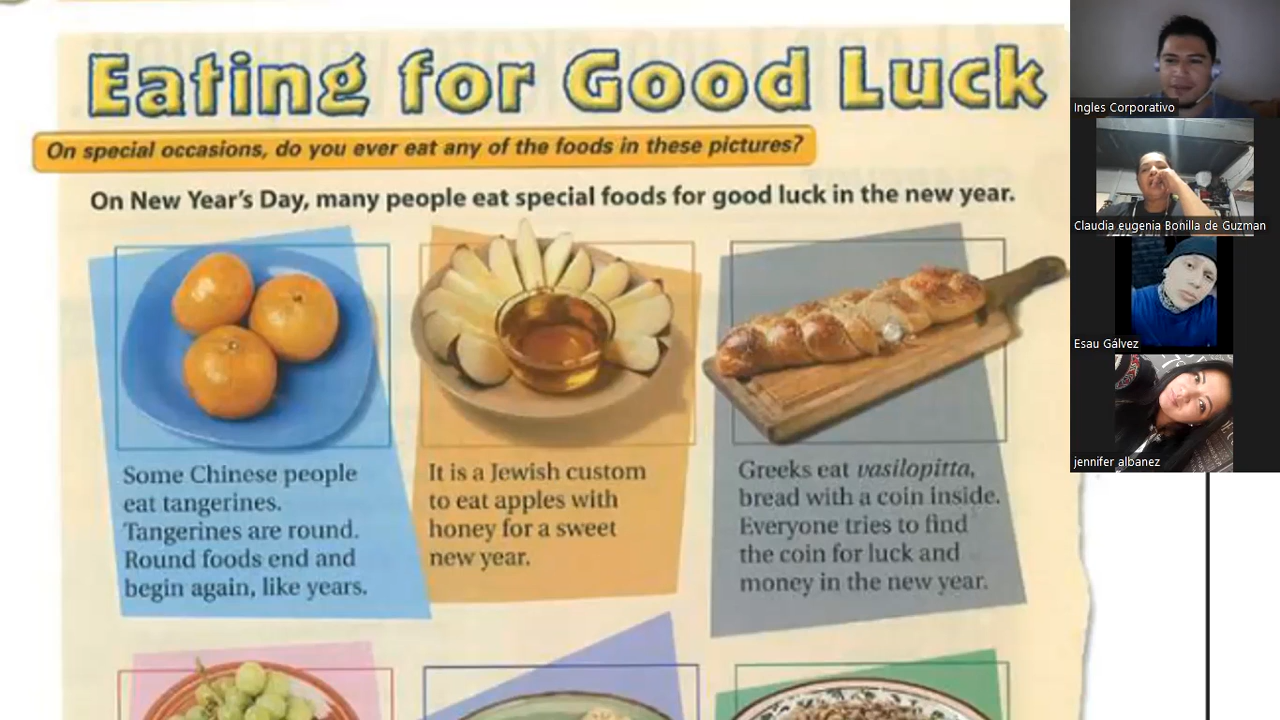 Eating for Good Luck
On special occasions, do you ever eat any of the foods in these pictures?
On New Year's Day, many people eat special foods for good luck in the new year.
Some Chinese people
eat tangerines.
Tangerines are round.
Round foods end and
begin again, like years.
It is a Jewish custom
to eat apples with
honey for a sweet
new year.
Greeks eat vasilopitta,
bread with a coin inside.
Everyone tries to find
the coin for luck and
money in the new year.
Ingles Corporativo
Claudia eugenia Bonilla de Guzman
Esau Gálvez
jennifer albanez